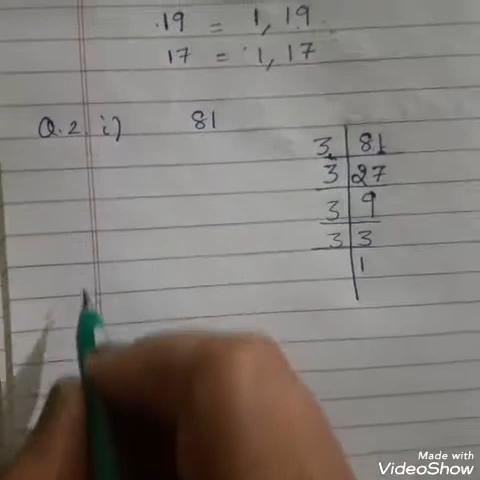 19 = 1, 19
17 = 1, 17
Q.2 i) 81
3 81
3 27
3 9
3 3
1
Made with
VideoShow